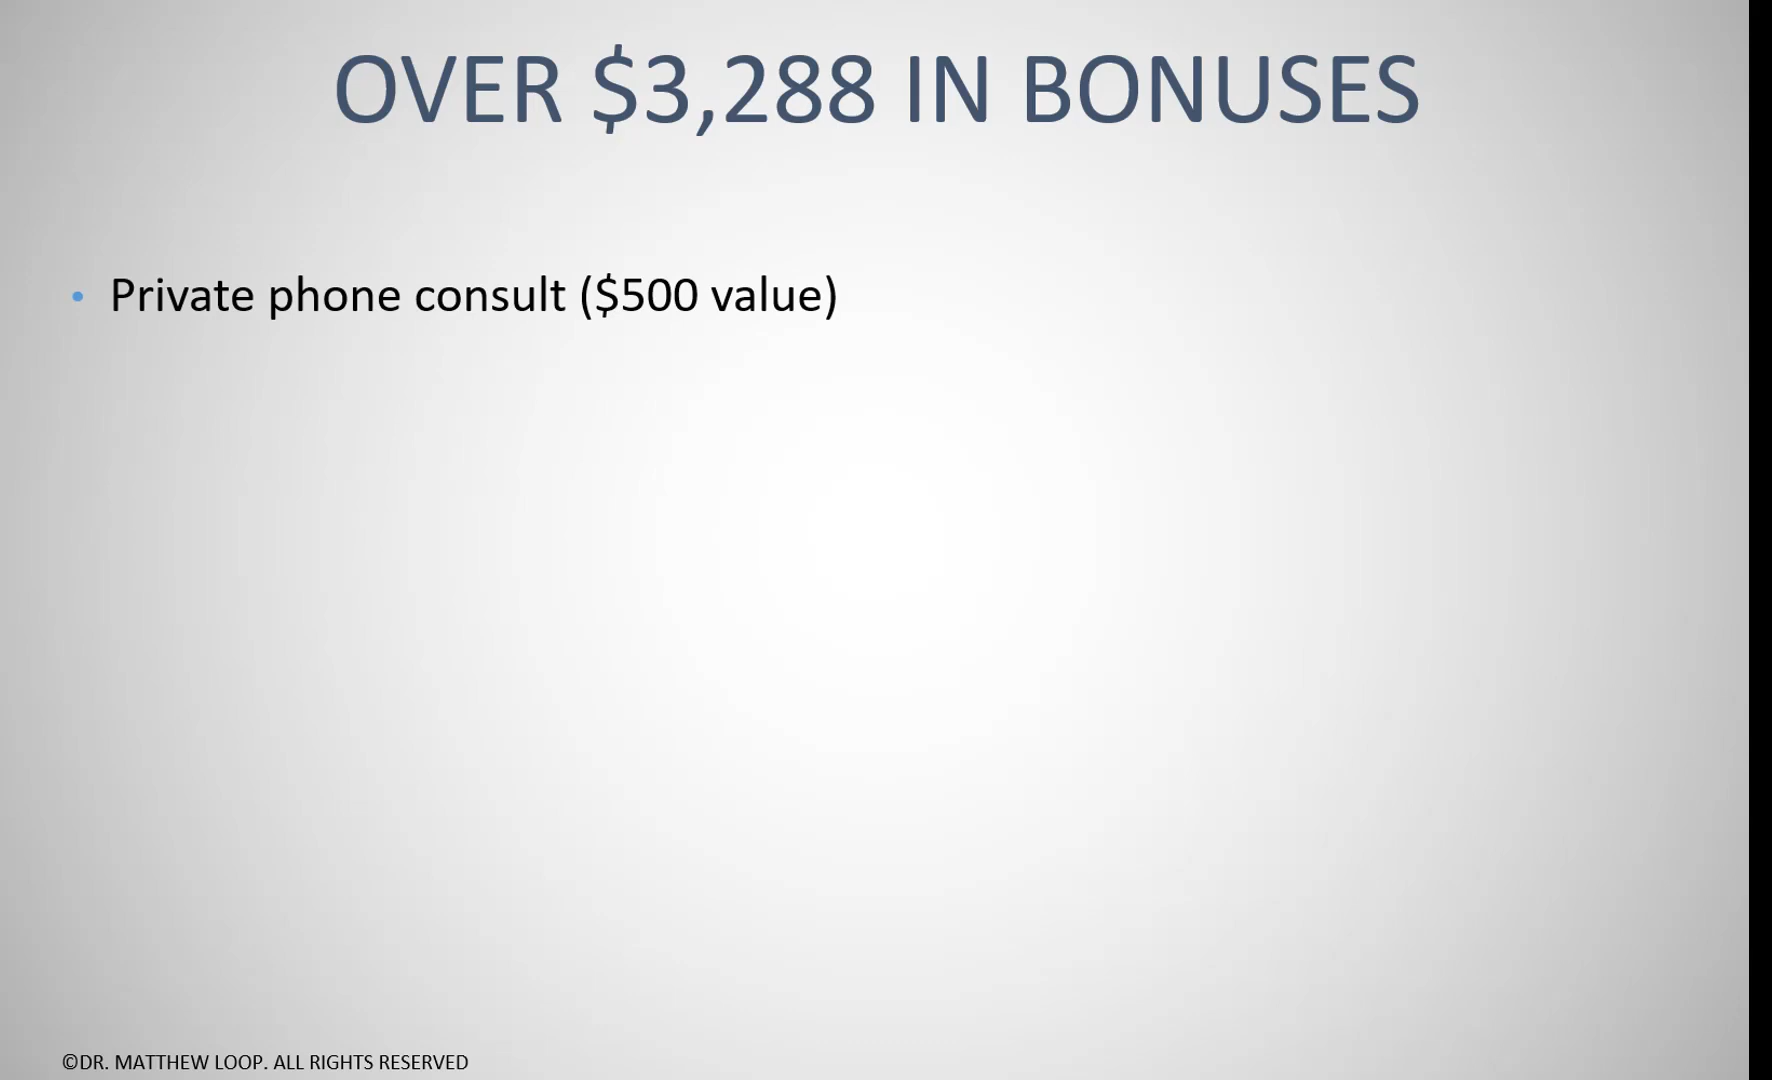 OVER $3,288 IN BONUSES
• Private phone consult ($500 value)
©DR. MATTHEW LOOP. ALL RIGHTS RESERVED